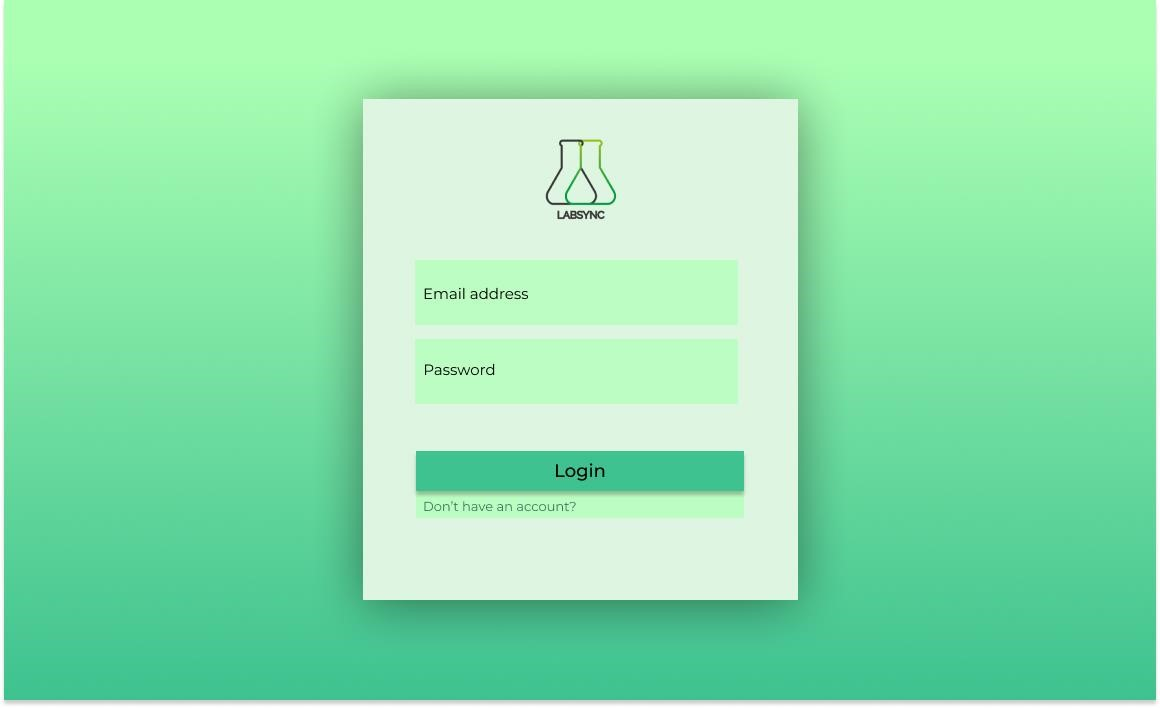 LABSYNC
Email address
Password
Login
Don't have an account?